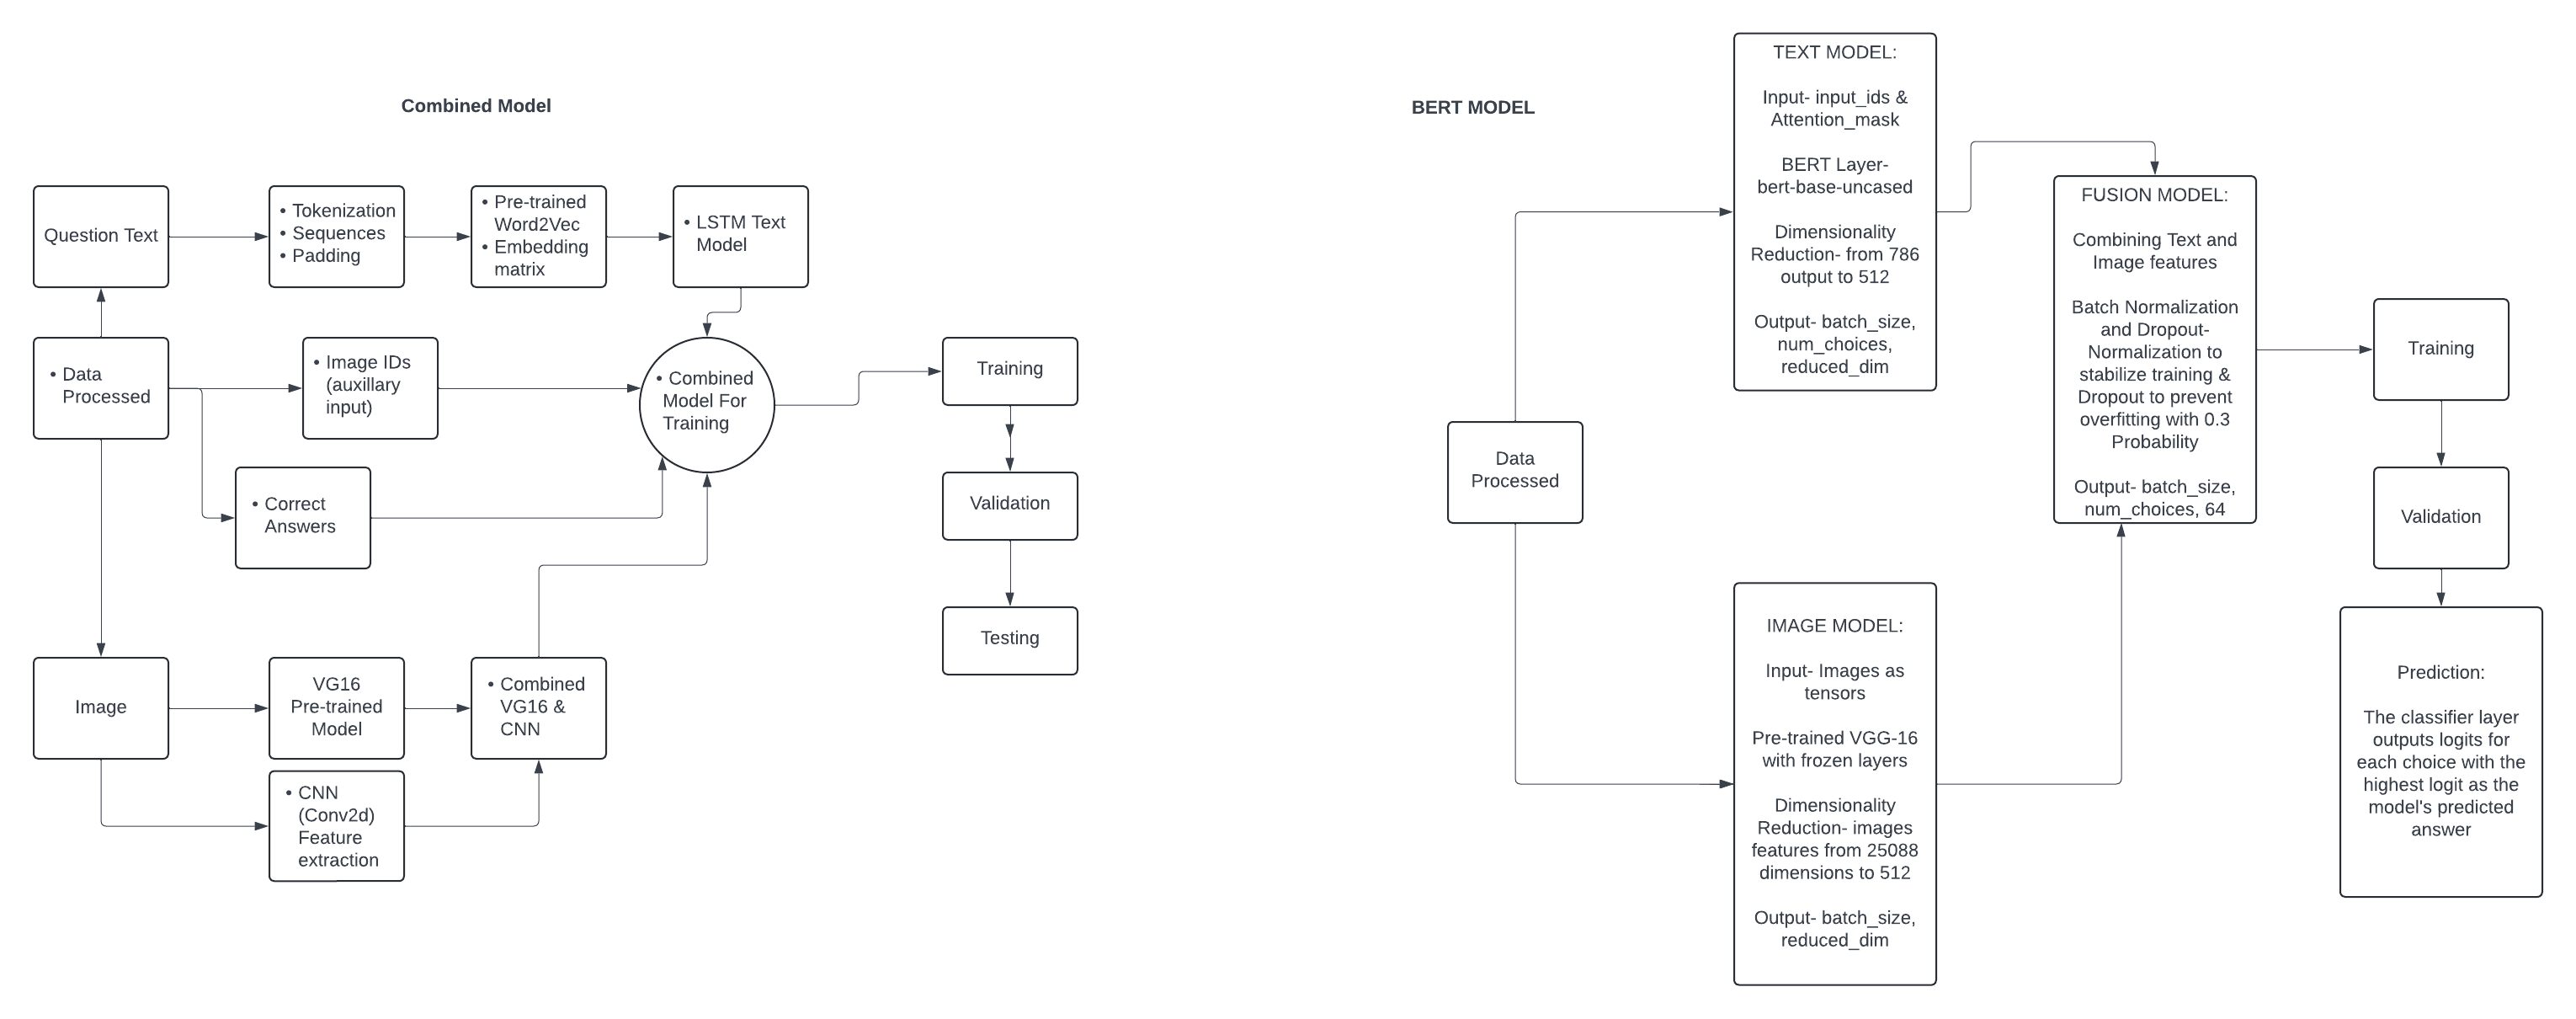 Combined Model
Question Text
• Tokenization
• Sequences
• Padding
• Pre-trained
Word2Vec
• Embedding
matrix
• LSTM Text
Model
• Data
Processed
• Image IDs
(auxillary
input)
• Correct
Answers
• Combined
Model For
Training
Training
Validation
Testing
Image
VG16
Pre-trained
Model
• Combined
VG16 &
CNN
• CNN
(Conv2d)
Feature
extraction
BERT MODEL
Data
Processed
TEXT MODEL:
Input- input_ids &
Attention_mask
BERT Layer-
bert-base-uncased
Dimensionality
Reduction- from 786
output to 512
Output- batch_size,
num_choices,
reduced_dim
IMAGE MODEL:
Input- Images as
tensors
Pre-trained VGG-16
with frozen layers
Dimensionality
Reduction- images
features from 25088
dimensions to 512
Output- batch_size,
reduced_dim
FUSION MODEL:
Combining Text and
Image features
Batch Normalization
and Dropout-
Normalization to
stabilize training &
Dropout to prevent
overfitting with 0.3
Probability
Output- batch_size,
num_choices, 64
Training
Validation
Prediction:
The classifier layer
outputs logits for
each choice with the
highest logit as the
model's predicted
answer